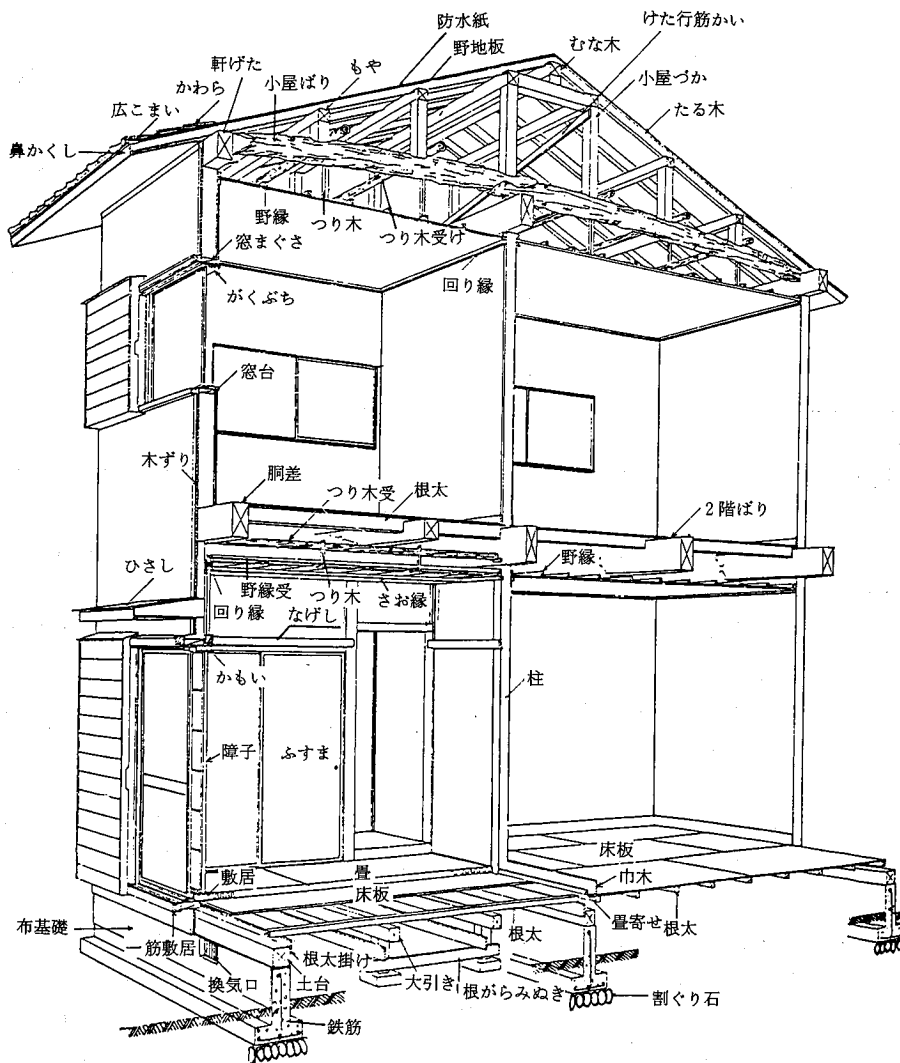 防水紙
けた行筋かい
野地板
むな木
もや
軒げた
小屋ばり
小屋づか
かわら
たる木
広こまい
鼻かくし
野縁
つり木
つり木受け
窓まぐさ
回り縁
がくぶち
窓台
木ずり
胴差
つり木受
根太
2階ばり
ひさし
野縁
野縁受
つり木
さお縁
回り縁
なげし
かもい
柱
障子
ふすま
床板
敷居
畳
巾木
床板
布基礎
畳寄せ
根太
筋敷居
根太掛け
根太
換気口
土台
大引き
根がらみぬき
割ぐり石
鉄筋